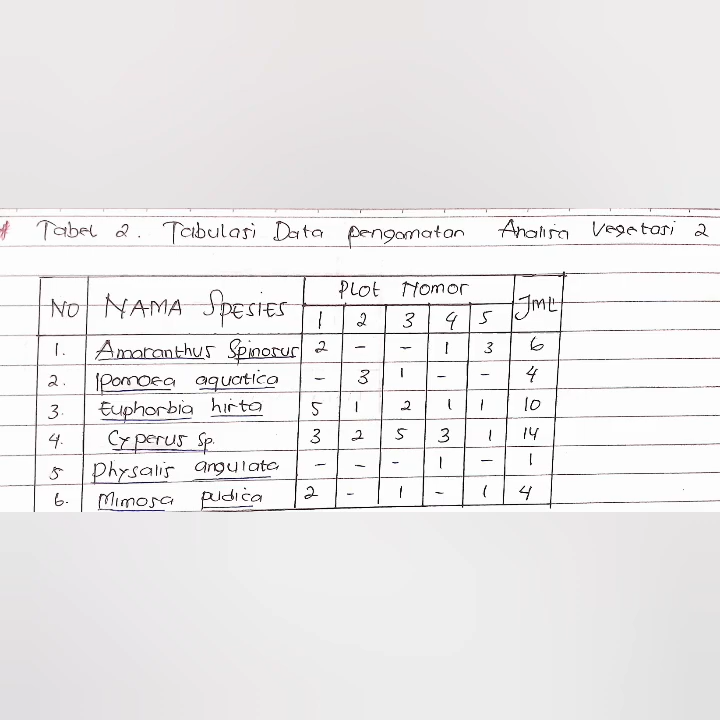 # Tabel 2. Tabulasi Data pengamatan Analisa Vegetasi 2
NO NAMA SPESIES Plot Nomor JML
1 2 3 4 5
1. Amaranthus Spinosus 2 - - 1 3 6
2. Ipomoea aquatica - 3 1 - - 4
3. Euphorbia hirta 5 1 2 1 1 10
4. Cyperus Sp. 3 2 5 3 1 14
5 Physalis angulata - - - 1 - 1
6. Mimosa pudica 2 - 1 - 1 4